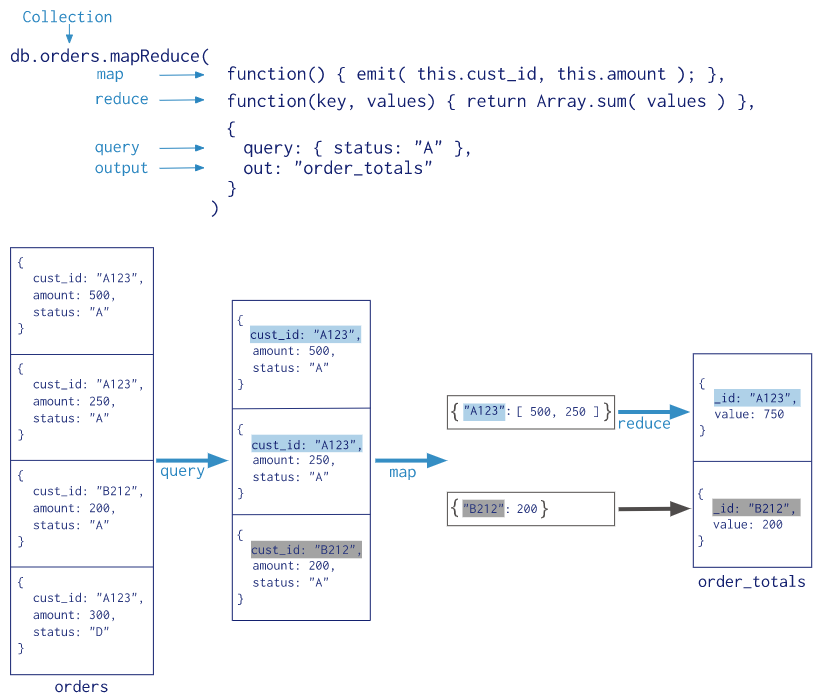 Collection
db.orders.mapReduce(
map function() { emit( this.cust_id, this.amount ); },
reduce function(key, values) { return Array.sum( values ) },
{
query query: { status: "A" },
output out: "order_totals"
}
)
{
cust_id: "A123",
amount: 500,
status: "A"
}
{
cust_id: "A123",
amount: 250,
status: "A"
}
{
cust_id: "B212",
amount: 200,
status: "A"
}
{
cust_id: "A123",
amount: 300,
status: "D"
}
orders
query
{
cust_id: "A123",
amount: 500,
status: "A"
}
{
cust_id: "A123",
amount: 250,
status: "A"
}
{
cust_id: "B212",
amount: 200,
status: "A"
}
map
{ "A123": [ 500, 250 ] }
{ "B212": 200 }
reduce
{
_id: "A123",
value: 750
}
{
_id: "B212",
value: 200
}
order_totals